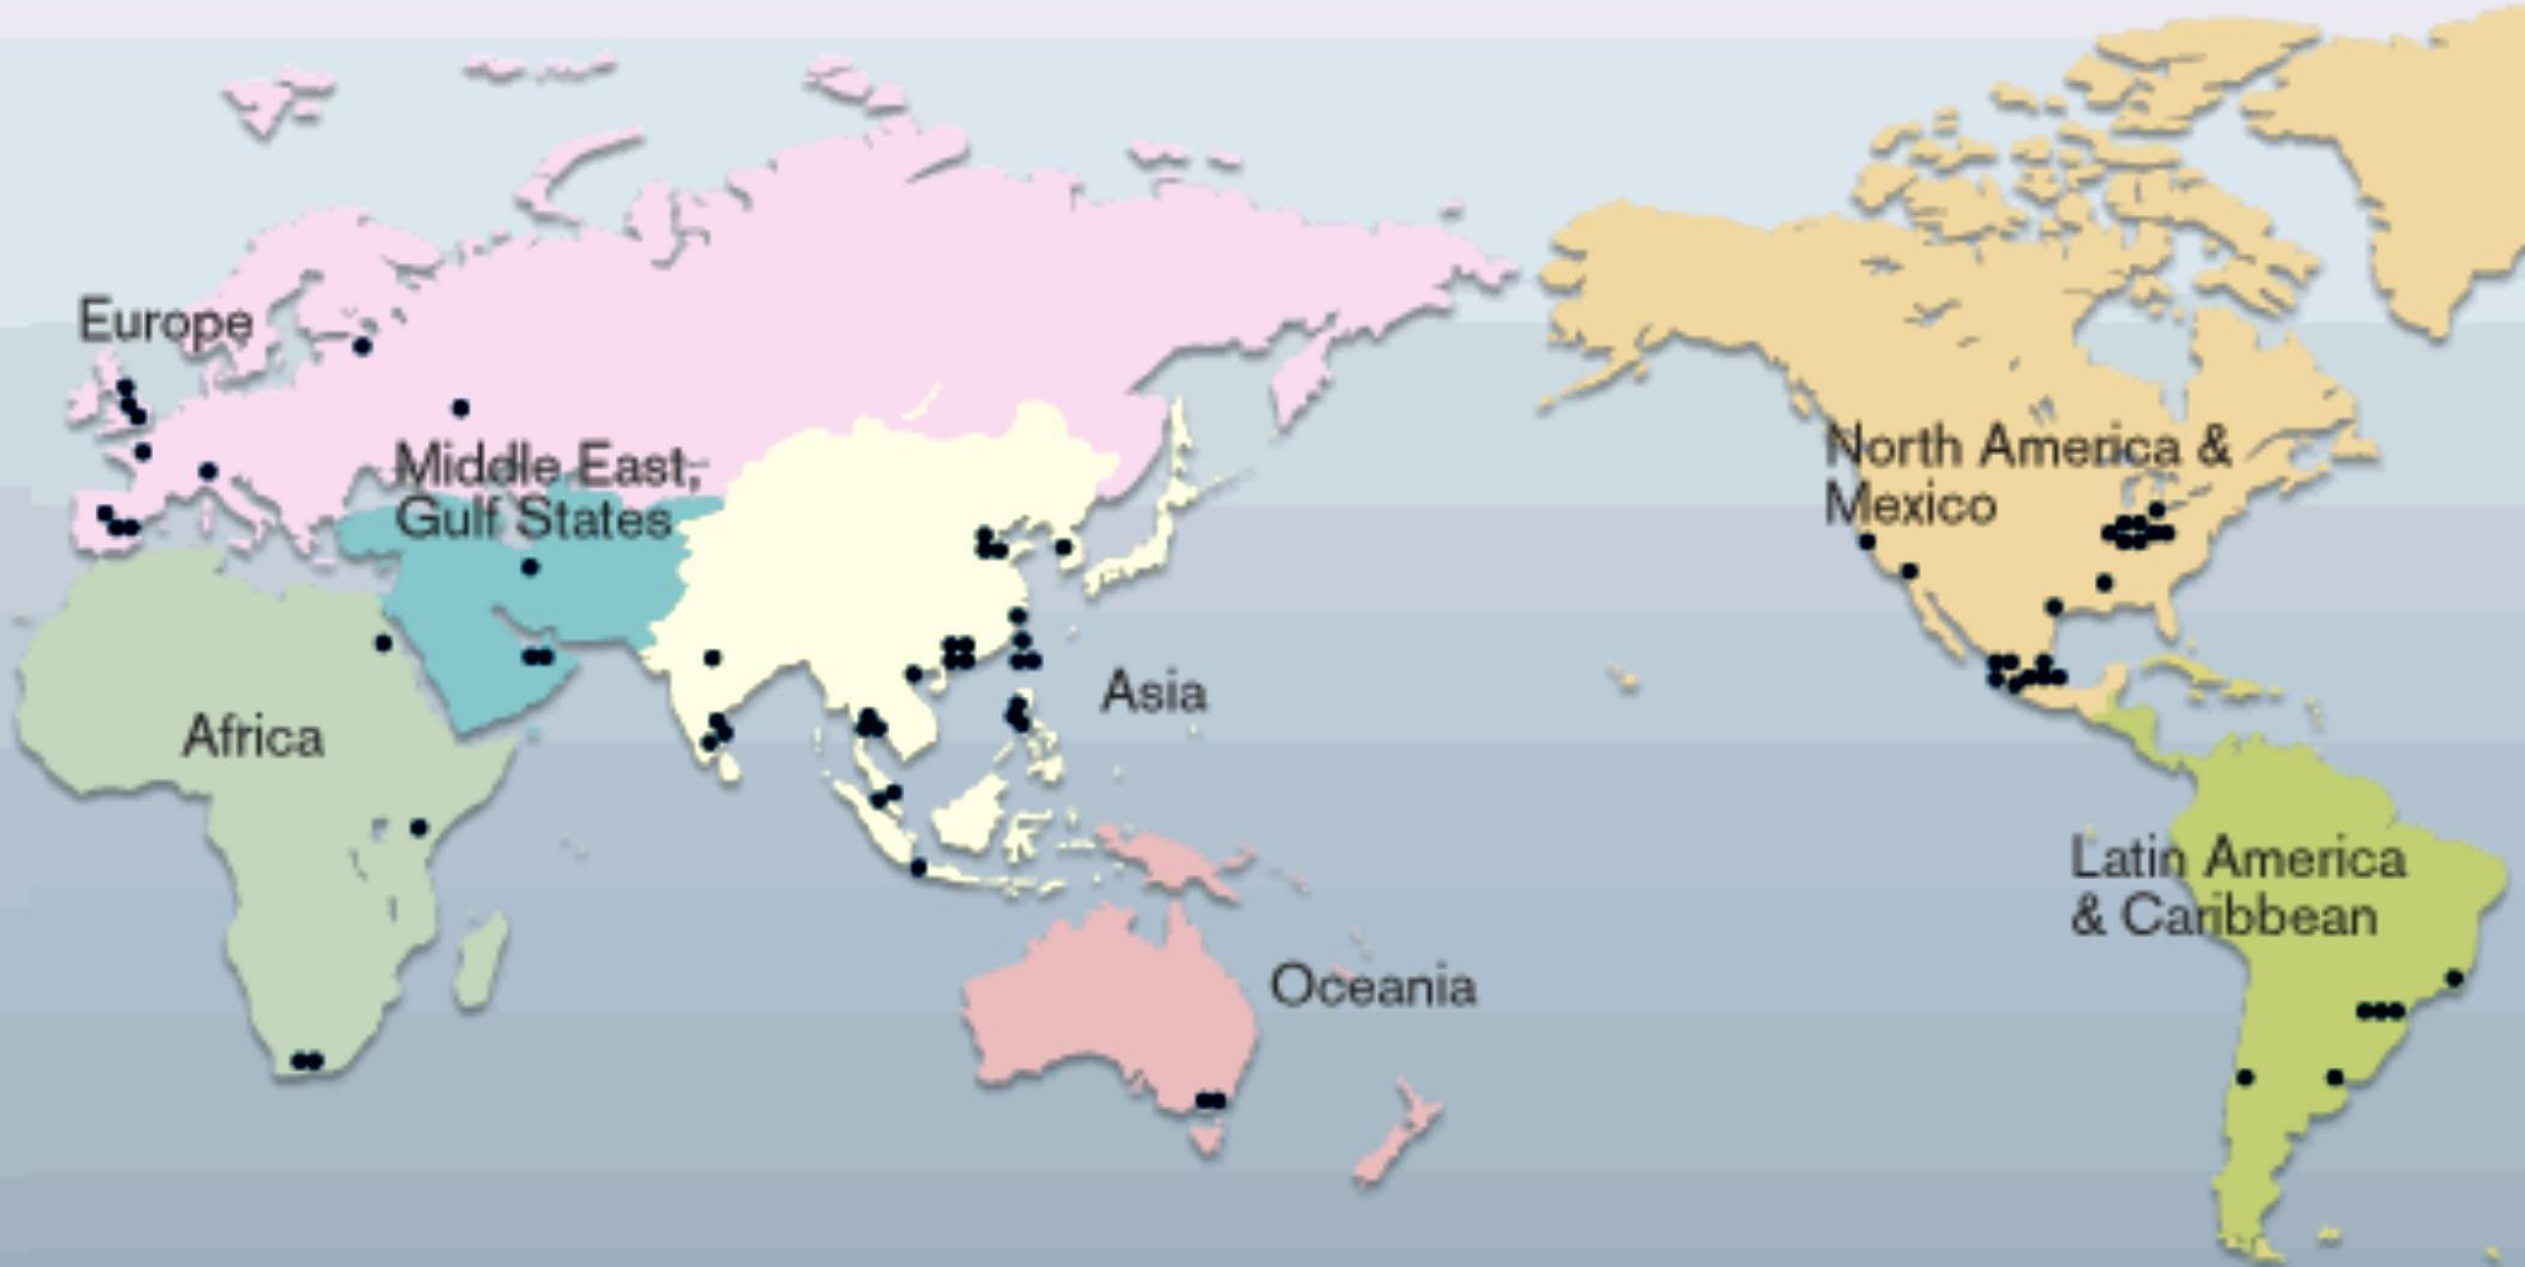 Europe
Middle East,
Gulf States
North America &
Mexico
Asia
Africa
Latin America
& Caribbean
Oceania